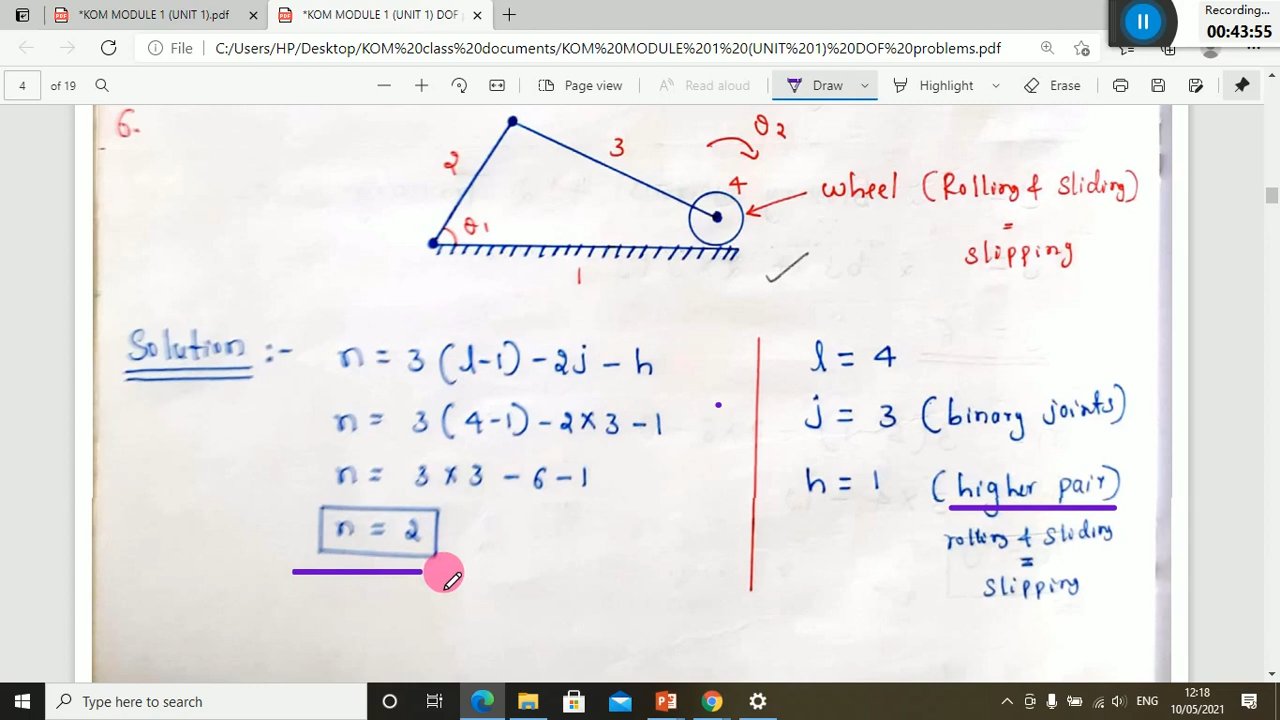 Recording...
00:43:55
*KOM MODULE 1 (UNIT 1).pdf
*KOM MODULE 1 (UNIT 1) DOF
File
C:/Users/HP/Desktop/KOM%20class%20documents/KOM%20MODULE%201%20(UNIT%201)%20DOF%20problems.pdf
4 of 19
Page view
Read aloud
Draw
Highlight
Erase
6.
2
3
θ2
4
wheel (Rolling & Sliding)
=
slipping
θ1
1
Solution :-
n = 3 (l-1) - 2j - h
l = 4
n = 3 (4-1) - 2×3 - 1
j = 3 (binary joints)
n = 3 × 3 - 6 - 1
h = 1 (higher pair)
n = 2
rolling & sliding
=
slipping
Type here to search
ENG
12:18
10/05/2021